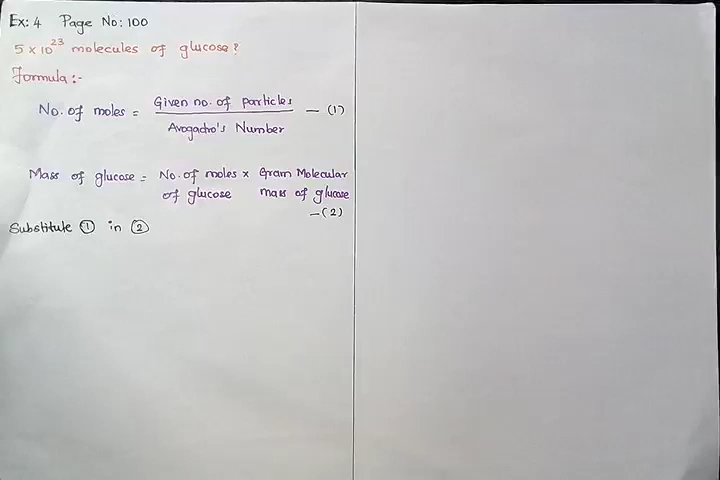 Ex: 4 Page No: 100
5 × 10²³ molecules of glucose?
Formula :-
No. of moles = Given no. of particles / Avogadro's Number — (1)
Mass of glucose = No. of moles × Gram Molecular
of glucose mass of glucose
— (2)
Substitute ① in ②